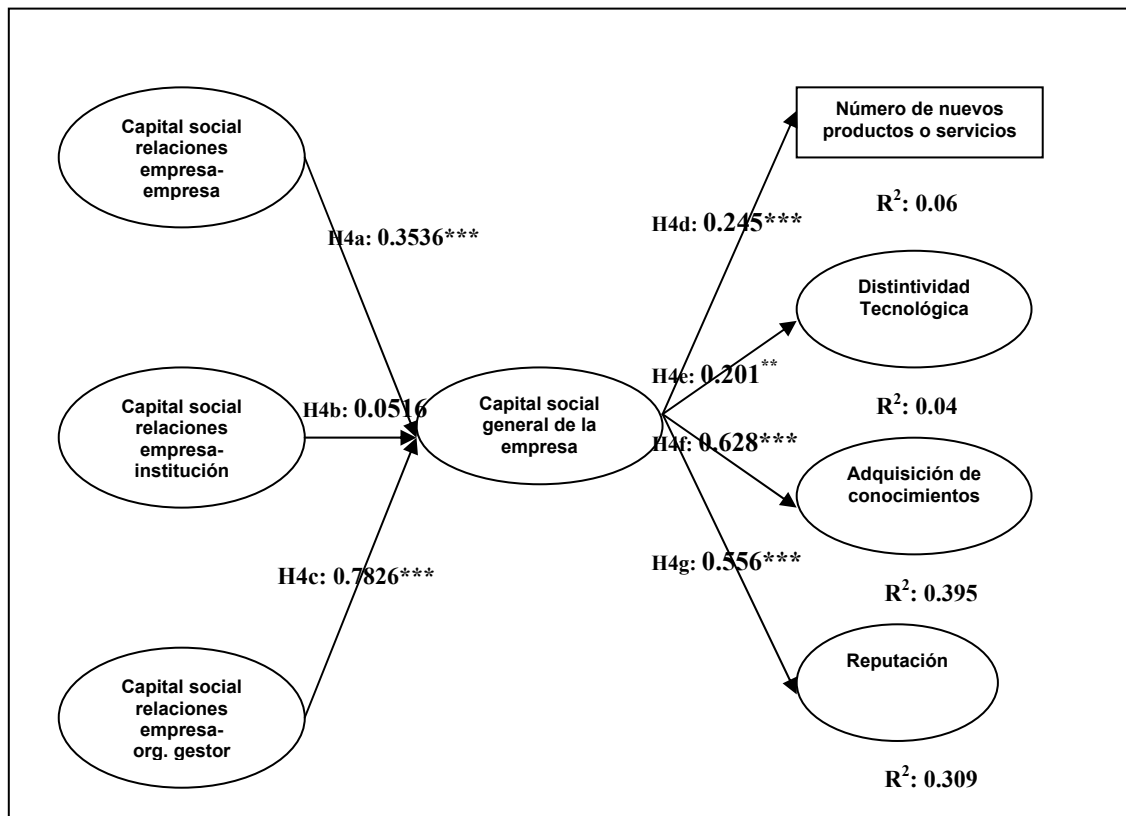 Capital social
relaciones
empresa-
empresa
H4a: 0.3536***
Capital social
relaciones
empresa-
institución
H4b: 0.0516
Capital social
relaciones
empresa-
org. gestor
H4c: 0.7826***
Capital social
general de la
empresa
H4d: 0.245***
Número de nuevos
productos o servicios
R²: 0.06
H4e: 0.201**
Distintividad
Tecnológica
R²: 0.04
H4f: 0.628***
Adquisición de
conocimientos
R²: 0.395
H4g: 0.556***
Reputación
R²: 0.309